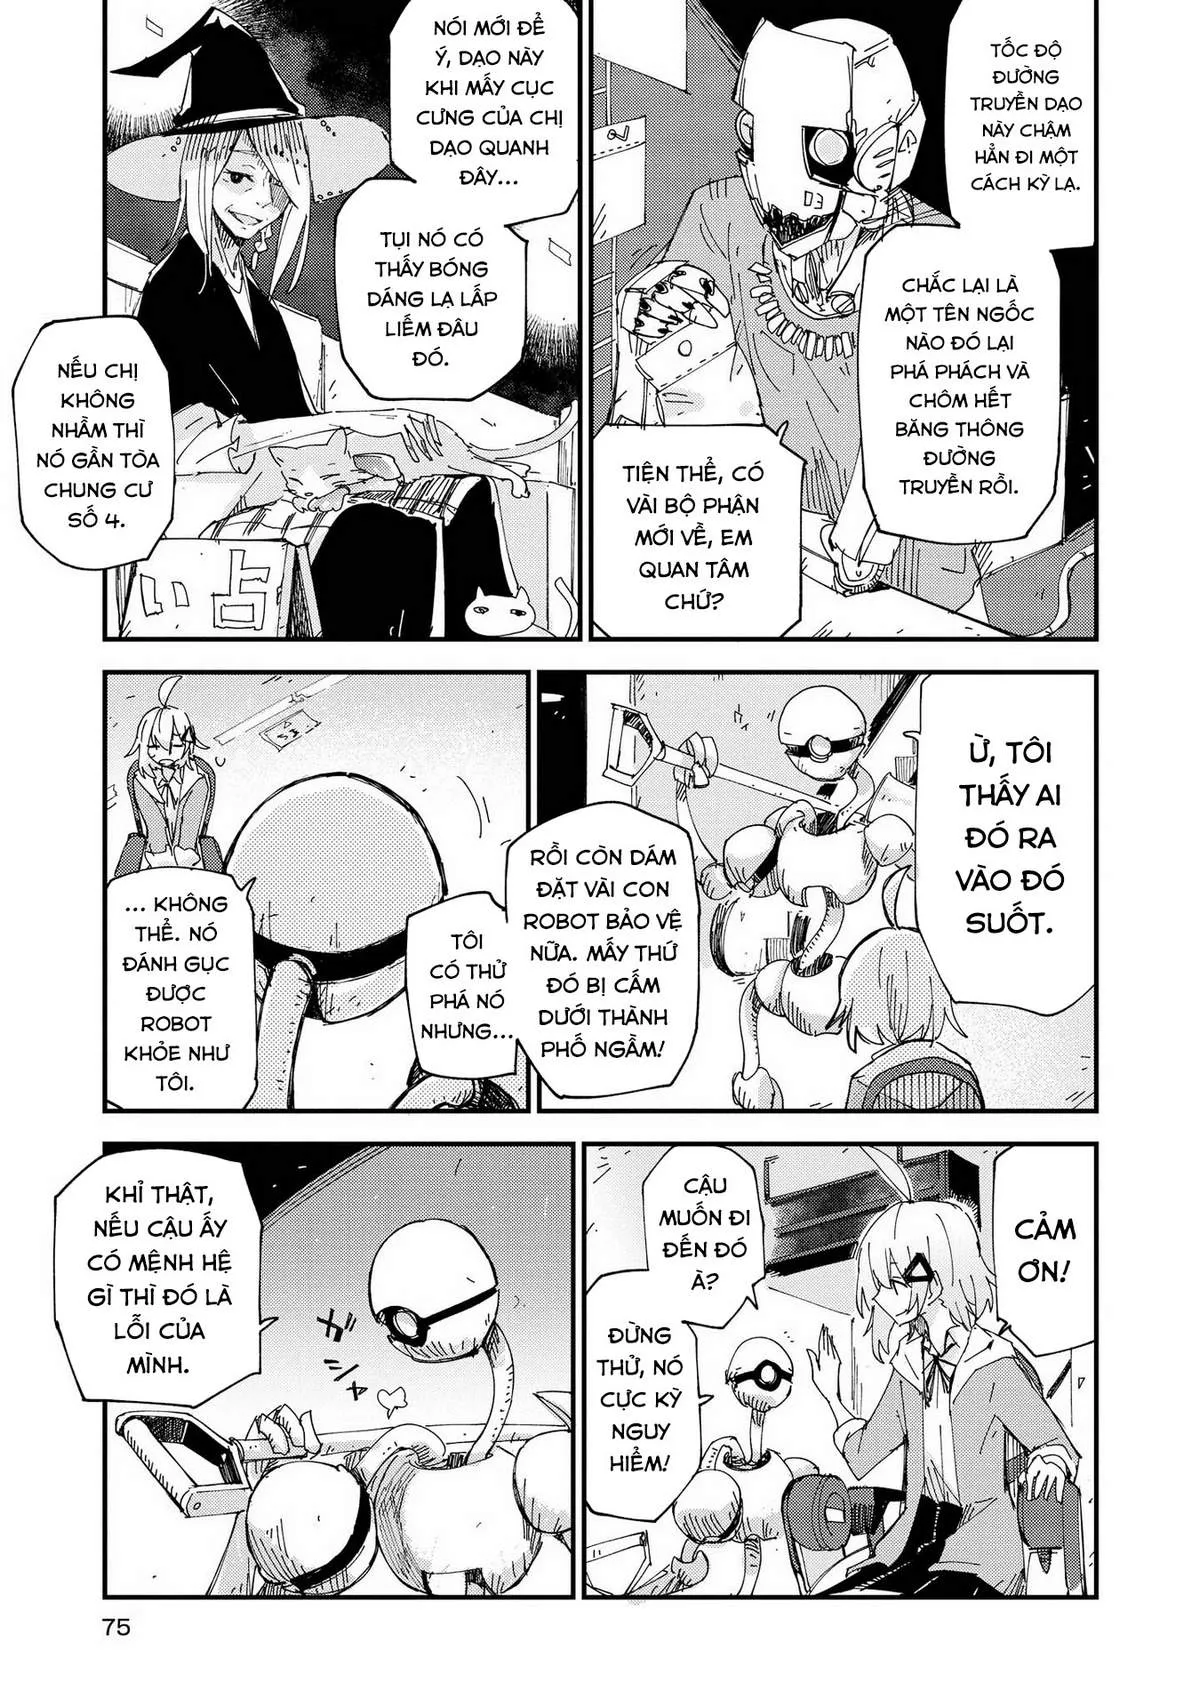 TỐC ĐỘ
ĐƯỜNG
TRUYỀN DẠO
NÀY CHẬM
HẲN ĐI MỘT
CÁCH KỲ LẠ.
CHẮC LẠI LÀ
MỘT TÊN NGỐC
NÀO ĐÓ LẠI
PHÁ PHÁCH VÀ
CHÔM HẾT
BĂNG THÔNG
ĐƯỜNG
TRUYỀN RỒI.
TIỆN THỂ, CÓ
VÀI BỘ PHẬN
MỚI VỀ, EM
QUAN TÂM
CHỨ?
03
NÓI MỚI ĐỂ
Ý, DẠO NÀY
KHI MẤY CỤC
CƯNG CỦA CHỊ
DẠO QUANH
ĐÂY...
TỤI NÓ CÓ
THẤY BÓNG
DÁNG LẠ LẤP
LIẾM ĐÂU
ĐÓ.
NẾU CHỊ
KHÔNG
NHẦM THÌ
NÓ GẦN TÒA
CHUNG CƯ
SỐ 4.
い占
Ừ, TÔI
THẤY AI
ĐÓ RA
VÀO ĐÓ
SUỐT.
RỒI CÒN DÁM
ĐẶT VÀI CON
ROBOT BẢO VỆ
NỮA. MẤY THỨ
ĐÓ BỊ CẤM
DƯỚI THÀNH
PHỐ NGẦM!
TÔI
CÓ THỬ
PHÁ NÓ
NHƯNG...
... KHÔNG
THỂ. NÓ
ĐÁNH GỤC
ĐƯỢC
ROBOT
KHỎE NHƯ
TÔI.
CẢM
ƠN!
CẬU
MUỐN ĐI
ĐẾN ĐÓ
À?
ĐỪNG
THỬ, NÓ
CỰC KỲ
NGUY
HIỂM!
KHỈ THẬT,
NẾU CẬU ẤY
CÓ MỆNH HỆ
GÌ THÌ ĐÓ LÀ
LỖI CỦA
MÌNH.
ガシャ
75